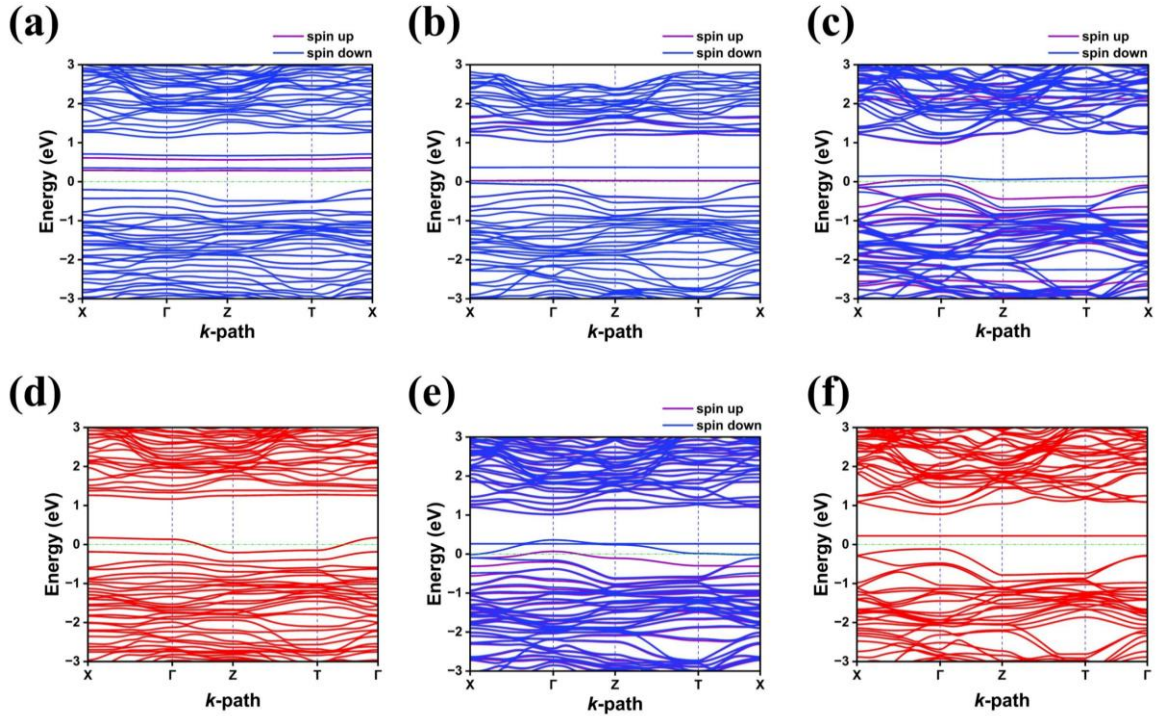 (a)
spin up
spin down
3
2
1
0
−1
−2
−3
Energy (eV)
X Γ Z T X
k-path
(b)
spin up
spin down
3
2
1
0
−1
−2
−3
Energy (eV)
X Γ Z T X
k-path
(c)
spin up
spin down
3
2
1
0
−1
−2
−3
Energy (eV)
X Γ Z T X
k-path
(d)
3
2
1
0
−1
−2
−3
Energy (eV)
X Γ Z T Γ
k-path
(e)
spin up
spin down
3
2
1
0
−1
−2
−3
Energy (eV)
X Γ Z T X
k-path
(f)
3
2
1
0
−1
−2
−3
Energy (eV)
X Γ Z T Γ
k-path